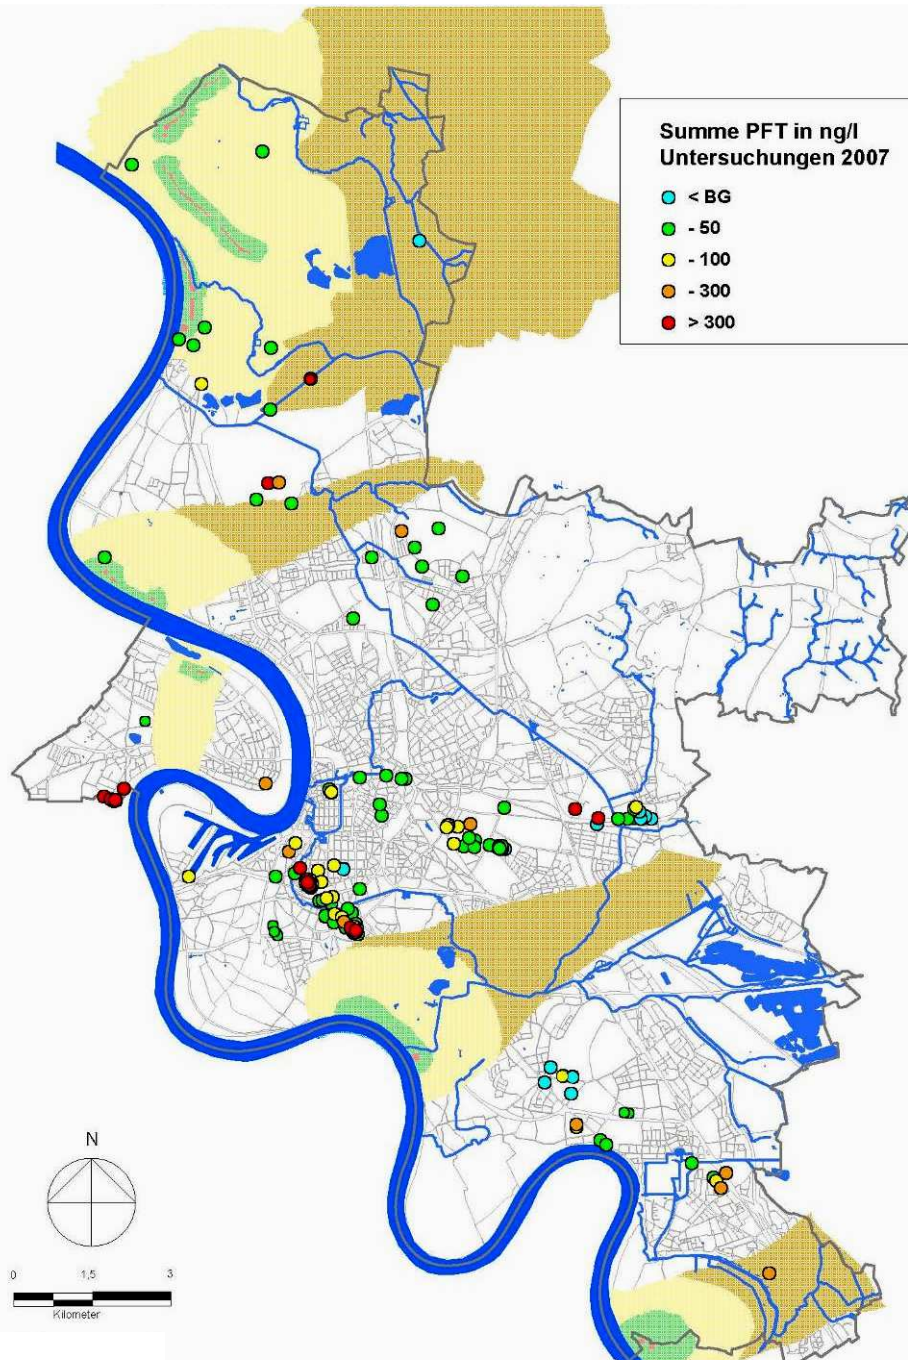 Summe PFT in ng/l
Untersuchungen 2007
< BG
- 50
- 100
- 300
> 300
N
0 1,5 3
Kilometer